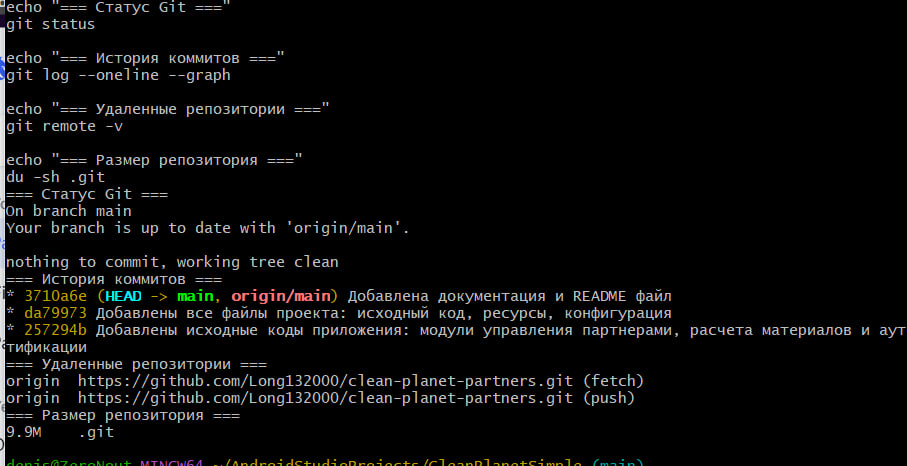 echo "=== Статус Git ==="
git status
echo "=== История коммитов ==="
git log --oneline --graph
echo "=== Удаленные репозитории ==="
git remote -v
echo "=== Размер репозитория ==="
du -sh .git
=== Статус Git ===
On branch main
Your branch is up to date with 'origin/main'.
nothing to commit, working tree clean
=== История коммитов ===
* 3710a6e (HEAD -> main, origin/main) Добавлена документация и README файл
* da79973 Добавлены все файлы проекта: исходный код, ресурсы, конфигурация
* 257294b Добавлены исходные коды приложения: модули управления партнерами, расчета материалов и аут
тификации
=== Удаленные репозитории ===
origin  https://github.com/Long132000/clean-planet-partners.git (fetch)
origin  https://github.com/Long132000/clean-planet-partners.git (push)
=== Размер репозитория ===
9.9M    .git
denis@ZeroNout MINGW64 ~/AndroidStudioProjects/CleanPlanetSimple (main)